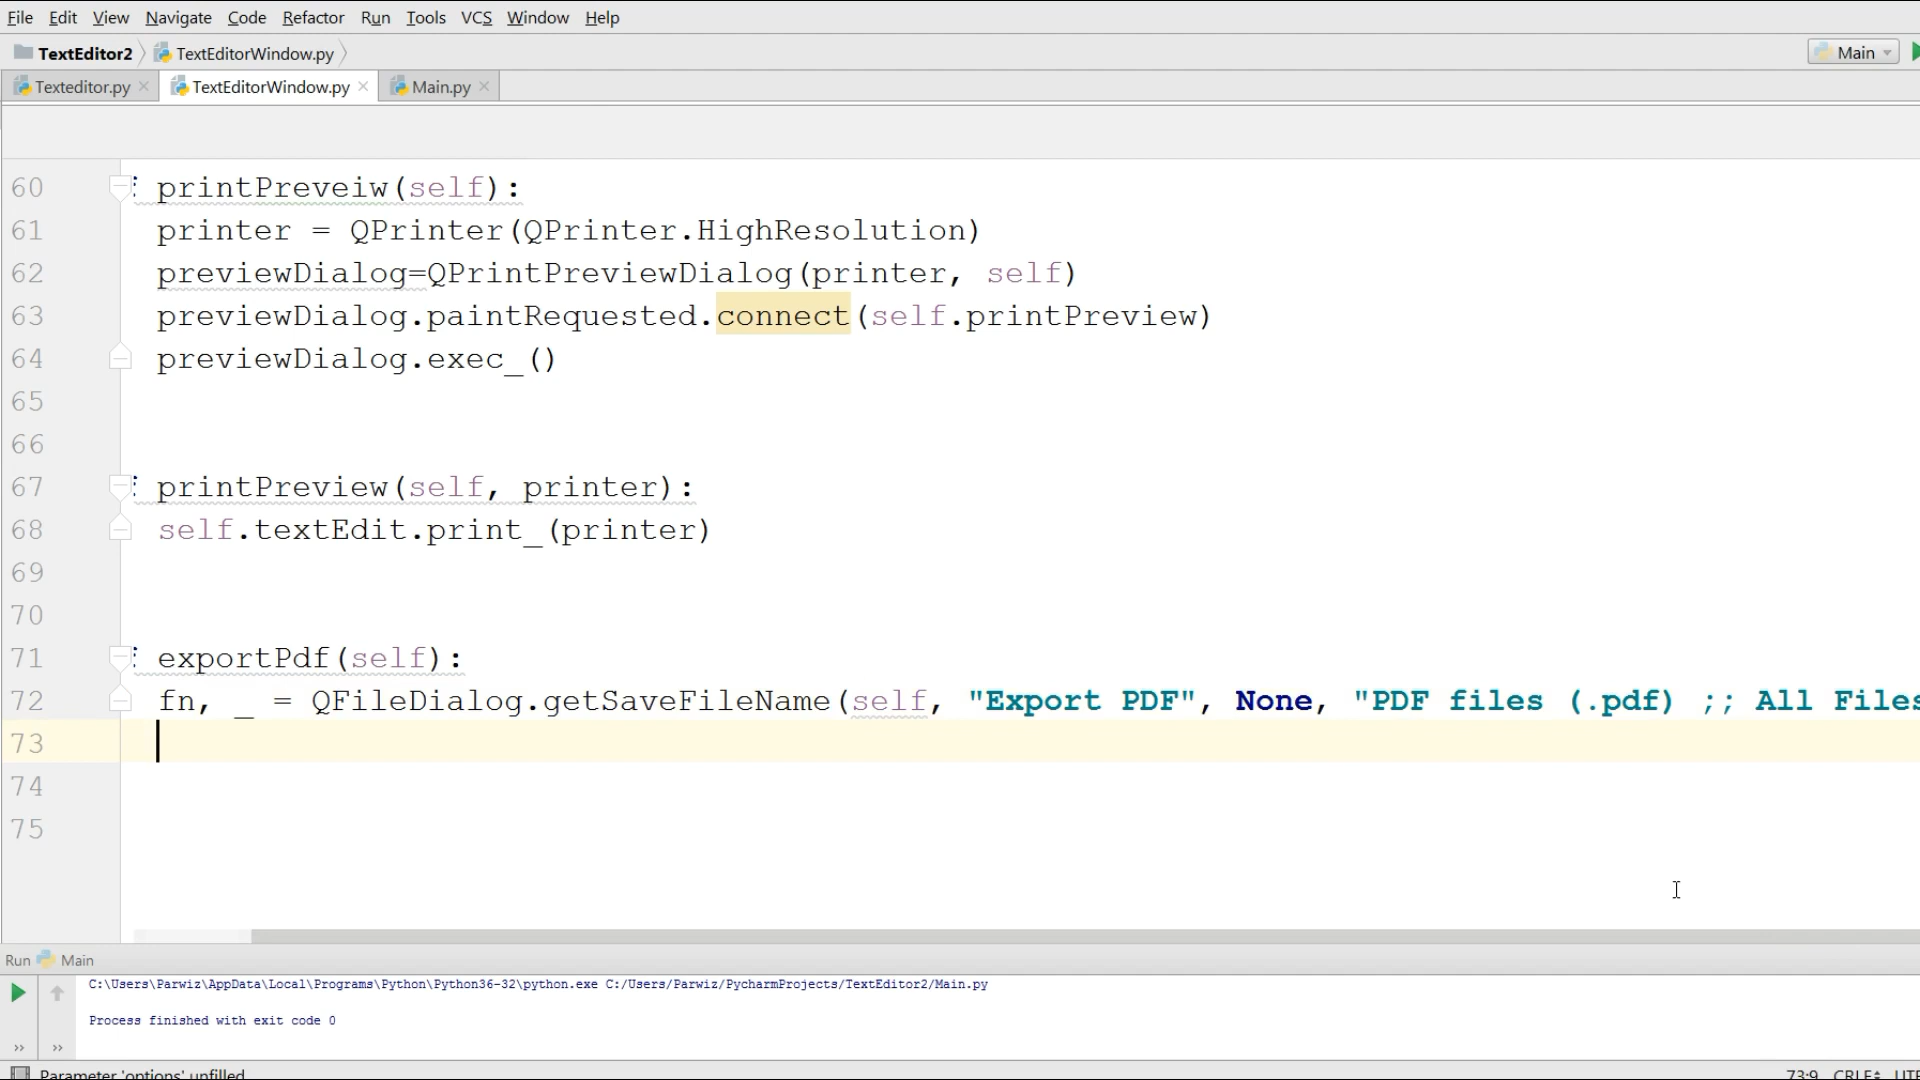 File Edit View Navigate Code Refactor Run Tools VCS Window Help
TextEditor2 TextEditorWindow.py Main
Texteditor.py TextEditorWindow.py Main.py
60 printPreveiw(self):
61 printer = QPrinter(QPrinter.HighResolution)
62 previewDialog=QPrintPreviewDialog(printer, self)
63 previewDialog.paintRequested.connect(self.printPreview)
64 previewDialog.exec_()
65
66
67 printPreview(self, printer):
68 self.textEdit.print_(printer)
69
70
71 exportPdf(self):
72 fn, _ = QFileDialog.getSaveFileName(self, "Export PDF", None, "PDF files (.pdf) ;; All Files
73
74
75
Run Main
C:\Users\Parwiz\AppData\Local\Programs\Python\Python36-32\python.exe C:/Users/Parwiz/PycharmProjects/TextEditor2/Main.py
Process finished with exit code 0
Parameter 'options' unfilled 73:9 CRLF UTF